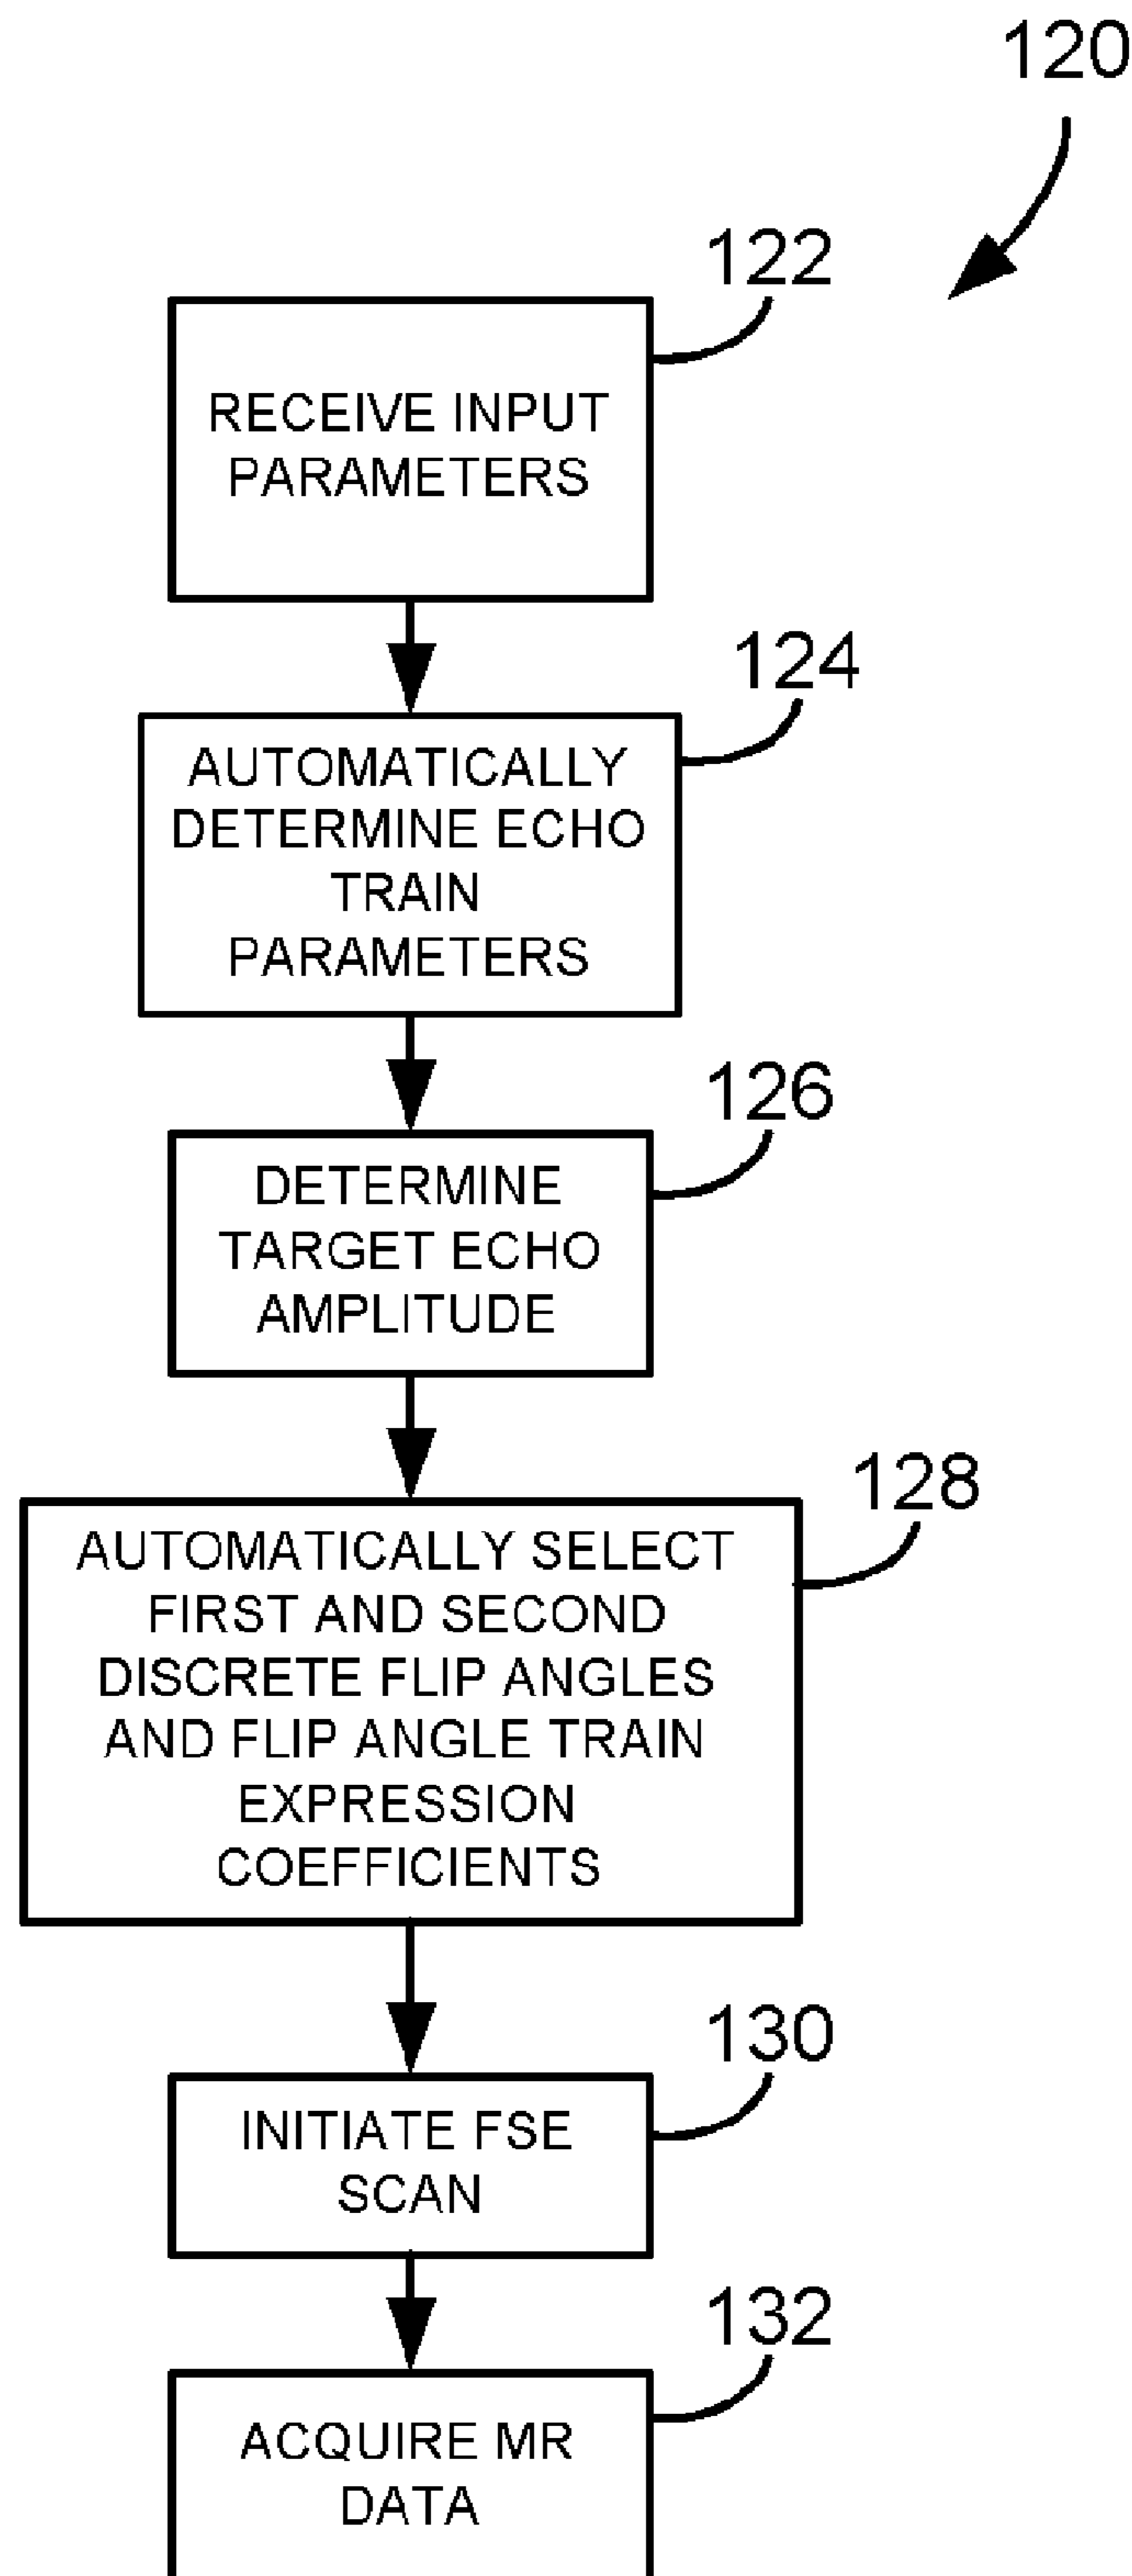 120
122
RECEIVE INPUT
PARAMETERS
124
AUTOMATICALLY
DETERMINE ECHO
TRAIN
PARAMETERS
126
DETERMINE
TARGET ECHO
AMPLITUDE
128
AUTOMATICALLY SELECT
FIRST AND SECOND
DISCRETE FLIP ANGLES
AND FLIP ANGLE TRAIN
EXPRESSION
COEFFICIENTS
130
INITIATE FSE
SCAN
132
ACQUIRE MR
DATA